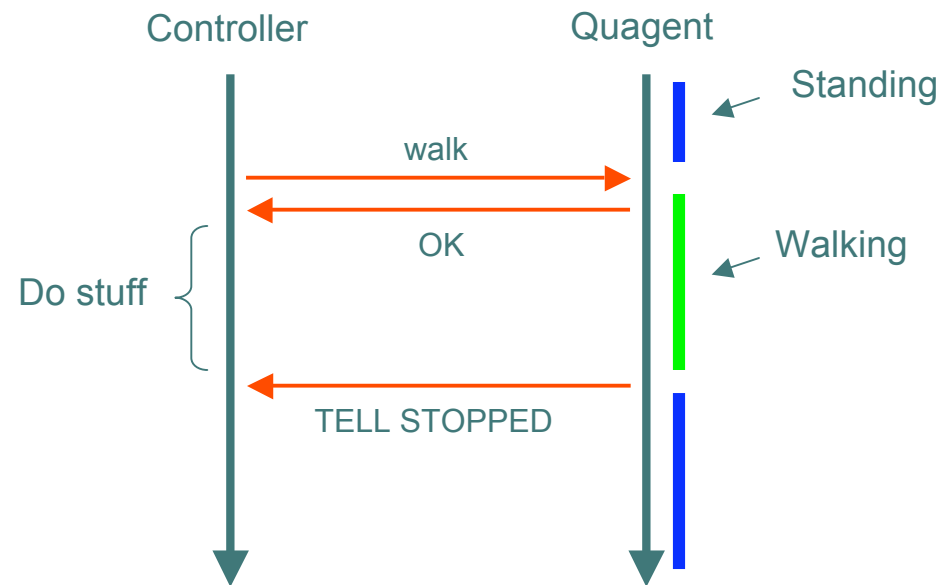 Controller
Quagent
Standing
walk
OK
Walking
Do stuff
TELL STOPPED